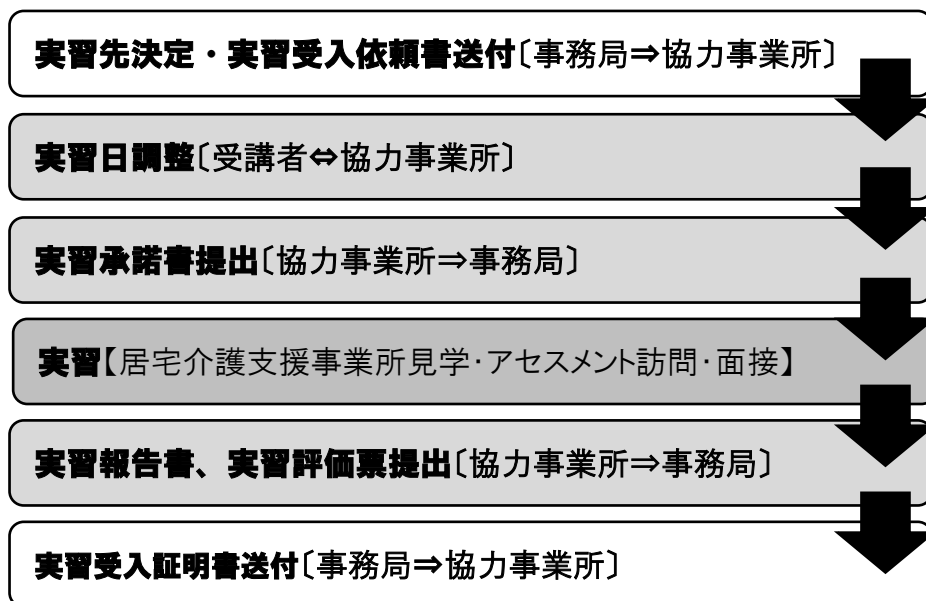 実習先決定・実習受入依頼書送付〔事務局⇒協力事業所〕
実習日調整〔受講者⇔協力事業所〕
実習承諾書提出〔協力事業所⇒事務局〕
実習【居宅介護支援事業所見学・アセスメント訪問・面接】
実習報告書、実習評価票提出〔協力事業所⇒事務局〕
実習受入証明書送付〔事務局⇒協力事業所〕